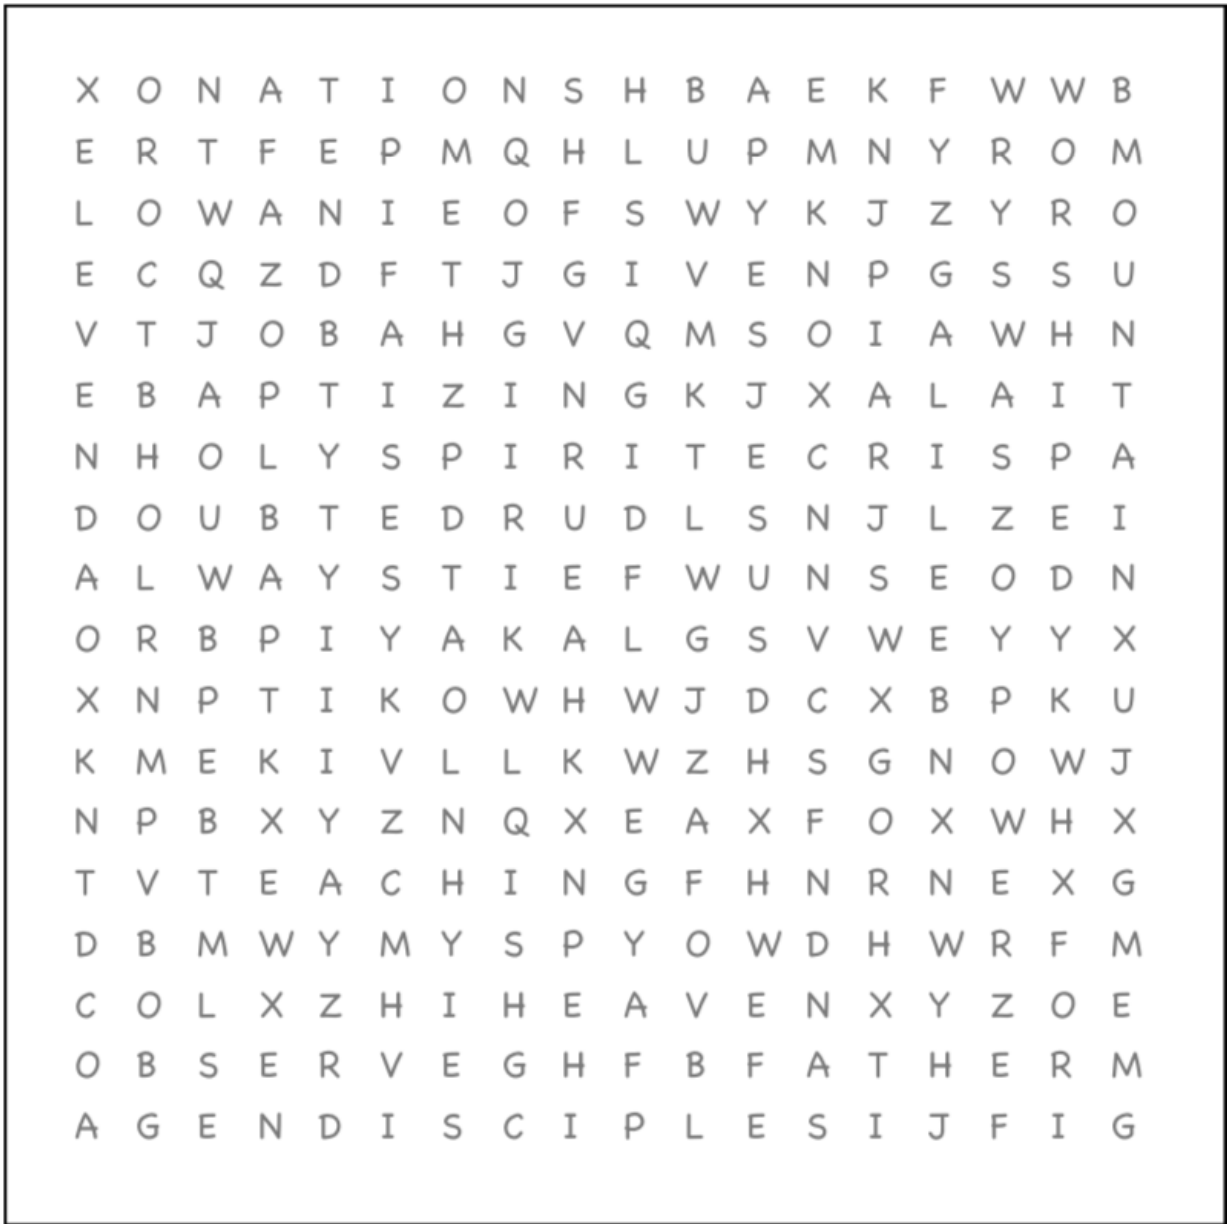 X O N A T I O N S H B A E K F W W B
E R T F E P M Q H L U P M N Y R O M
L O W A N I E O F S W Y K J Z Y R O
E C Q Z D F T J G I V E N P G S S U
V T J O B A H G V Q M S O I A W H N
E B A P T I Z I N G K J X A L A I T
N H O L Y S P I R I T E C R I S P A
D O U B T E D R U D L S N J L Z E I
A L W A Y S T I E F W U N S E O D N
O R B P I Y A K A L G S V W E Y Y X
X N P T I K O W H W J D C X B P K U
K M E K I V L L K W Z H S G N O W J
N P B X Y Z N Q X E A X F O X W H X
T V T E A C H I N G F H N R N E X G
D B M W Y M Y S P Y O W D H W R F M
C O L X Z H I H E A V E N X Y Z O E
O B S E R V E G H F B F A T H E R M
A G E N D I S C I P L E S I J F I G